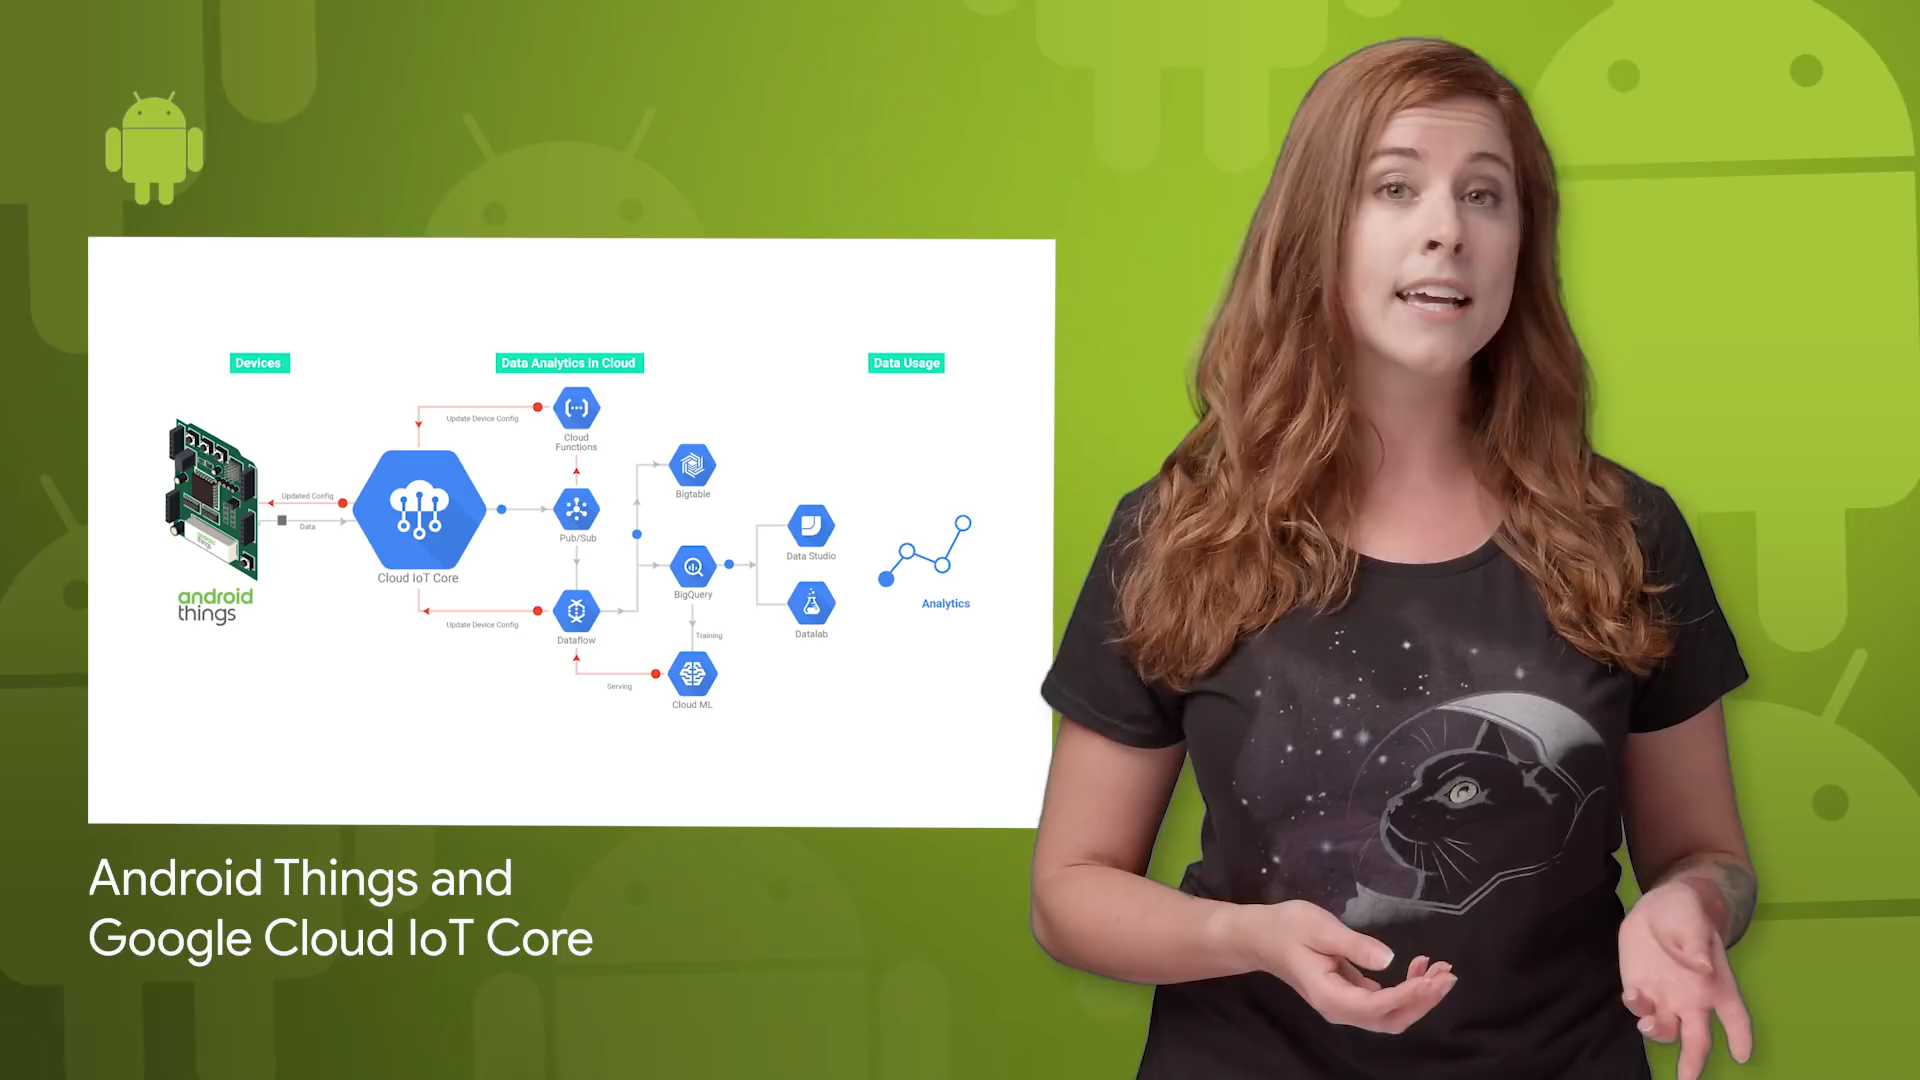 Devices
Data Analytics in Cloud
Data Usage
Update Device Config
Cloud
Functions
Bigtable
Updated Config
Data
Pub/Sub
Cloud IoT Core
Data Studio
BigQuery
Analytics
android
things
Update Device Config
Dataflow
Training
Datalab
Serving
Cloud ML
Android Things and
Google Cloud IoT Core